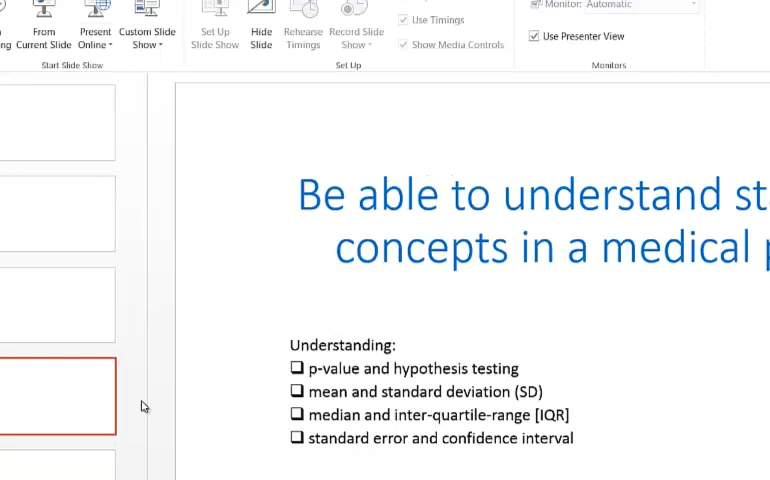 Monitor: Automatic
From Present Custom Slide Set Up Hide Rehearse Record Slide
Current Slide Online Show Slide Show Slide Timings Show
Use Timings
Show Media Controls
Use Presenter View
Start Slide Show Set Up Monitors
Be able to understand
concepts in a medical
Understanding:
p-value and hypothesis testing
mean and standard deviation (SD)
median and inter-quartile-range [IQR]
standard error and confidence interval